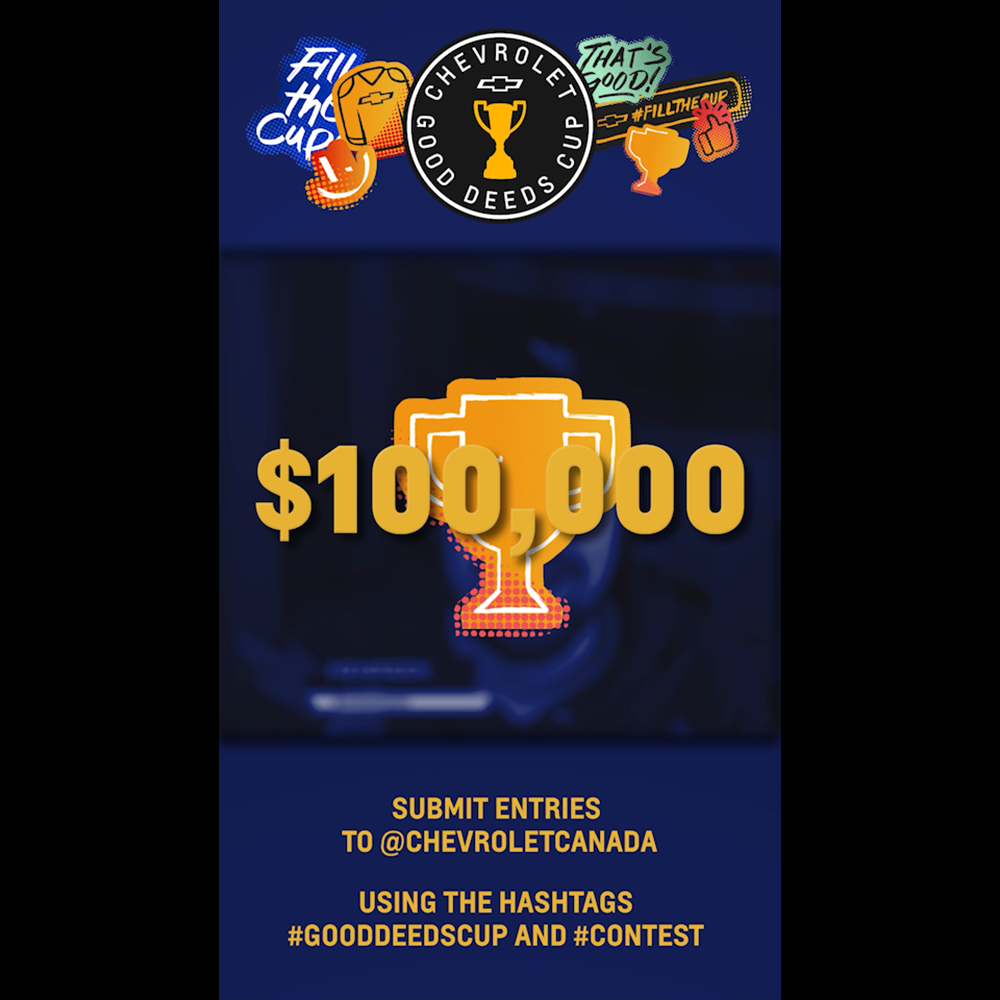 Fill
the
Cup
CHEVROLET
GOOD DEEDS CUP
THAT'S
GOOD!
#FILLTHECUP
$100,000
SUBMIT ENTRIES
TO @CHEVROLETCANADA
USING THE HASHTAGS
#GOODDEEDSCUP AND #CONTEST